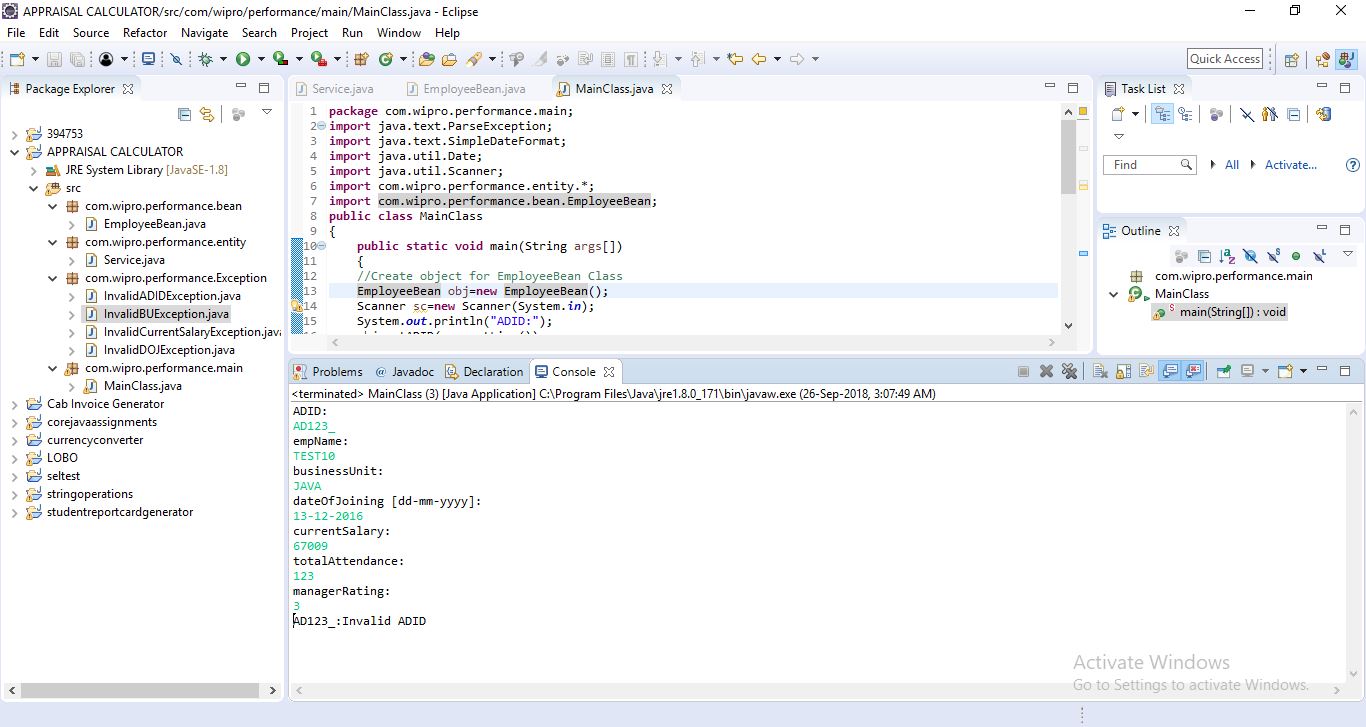 APPRAISAL CALCULATOR/src/com/wipro/performance/main/MainClass.java - Eclipse
File Edit Source Refactor Navigate Search Project Run Window Help
Quick Access
Package Explorer
394753
APPRAISAL CALCULATOR
JRE System Library [JavaSE-1.8]
src
com.wipro.performance.bean
EmployeeBean.java
com.wipro.performance.entity
Service.java
com.wipro.performance.Exception
InvalidADIDException.java
InvalidBUException.java
InvalidCurrentSalaryException.java
InvalidDOJException.java
com.wipro.performance.main
MainClass.java
Cab Invoice Generator
corejavaassignments
currencyconverter
LOBO
seltest
stringoperations
studentreportcardgenerator
Service.java EmployeeBean.java MainClass.java
1 package com.wipro.performance.main;
2 import java.text.ParseException;
3 import java.text.SimpleDateFormat;
4 import java.util.Date;
5 import java.util.Scanner;
6 import com.wipro.performance.entity.*;
7 import com.wipro.performance.bean.EmployeeBean;
8 public class MainClass
9 {
10 public static void main(String args[])
11 {
12 //Create object for EmployeeBean Class
13 EmployeeBean obj=new EmployeeBean();
14 Scanner sc=new Scanner(System.in);
15 System.out.println("ADID:");
Task List
Find All Activate...
Outline
com.wipro.performance.main
MainClass
main(String[]) : void
Problems @ Javadoc Declaration Console
<terminated> MainClass (3) [Java Application] C:\Program Files\Java\jre1.8.0_171\bin\javaw.exe (26-Sep-2018, 3:07:49 AM)
ADID:
AD123_
empName:
TEST10
businessUnit:
JAVA
dateOfJoining [dd-mm-yyyy]:
13-12-2016
currentSalary:
67009
totalAttendance:
123
managerRating:
3
AD123_:Invalid ADID
Activate Windows
Go to Settings to activate Windows.